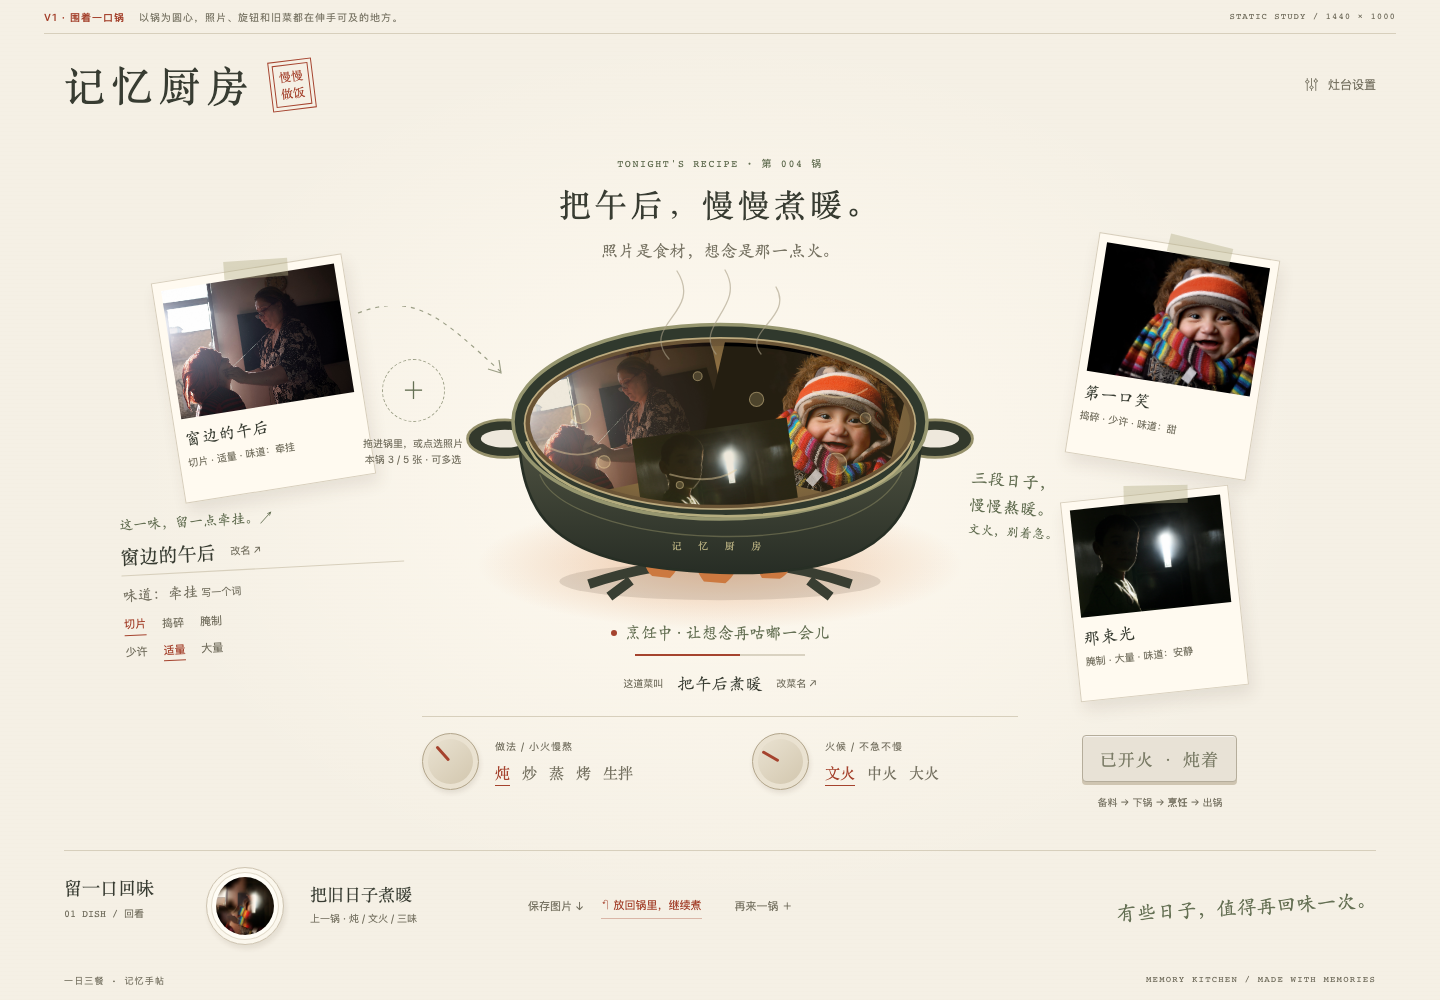 V1 · 围着一口锅 以锅为圆心，照片、旋钮和旧菜都在伸手可及的地方。
STATIC STUDY / 1440 × 1000
记忆厨房
慢慢
做饭
灶台设置
TONIGHT'S RECIPE · 第 004 锅
把午后，慢慢煮暖。
照片是食材，想念是那一点火。
窗边的午后
切片 · 适量 · 味道：牵挂
拖进锅里，或点选照片
本锅 3 / 5 张 · 可多选
这一味，留一点牵挂。↗
窗边的午后 改名 ↗
味道：牵挂 写一个词
切片 捣碎 腌制
少许 适量 大量
记 忆 厨 房
第一口笑
捣碎 · 少许 · 味道：甜
三段日子，
慢慢熬暖。
文火，别着急。
那束光
腌制 · 大量 · 味道：安静
烹饪中 · 让想念再咕嘟一会儿
这道菜叫 把午后煮暖 改菜名 ↗
做法 / 小火慢熬
炖 炒 蒸 烤 生拌
火候 / 不急不慢
文火 中火 大火
已开火 · 炖着
备料 → 下锅 → 烹饪 → 出锅
留一口回味
01 DISH / 回看
把旧日子煮暖
上一锅 · 炖 / 文火 / 三味
保存图片 ↓ ↰ 放回锅里，继续煮 再来一锅 +
有些日子，值得再回味一次。
一日三餐 · 记忆手帖
MEMORY KITCHEN / MADE WITH MEMORIES